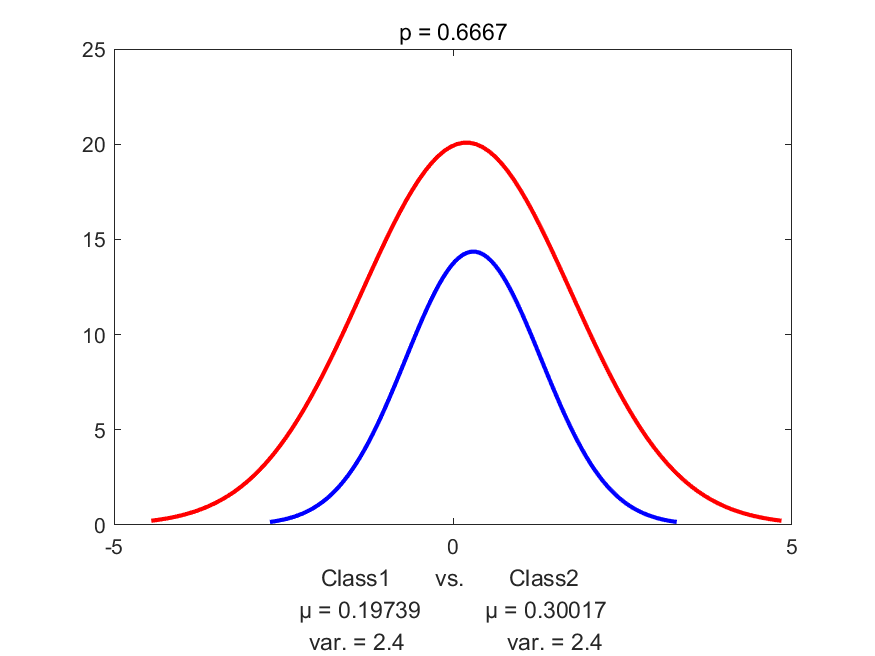 p = 0.6667
25
20
15
10
5
0
-5 0 5
Class1 vs. Class2
μ = 0.19739 μ = 0.30017
var. = 2.4 var. = 2.4